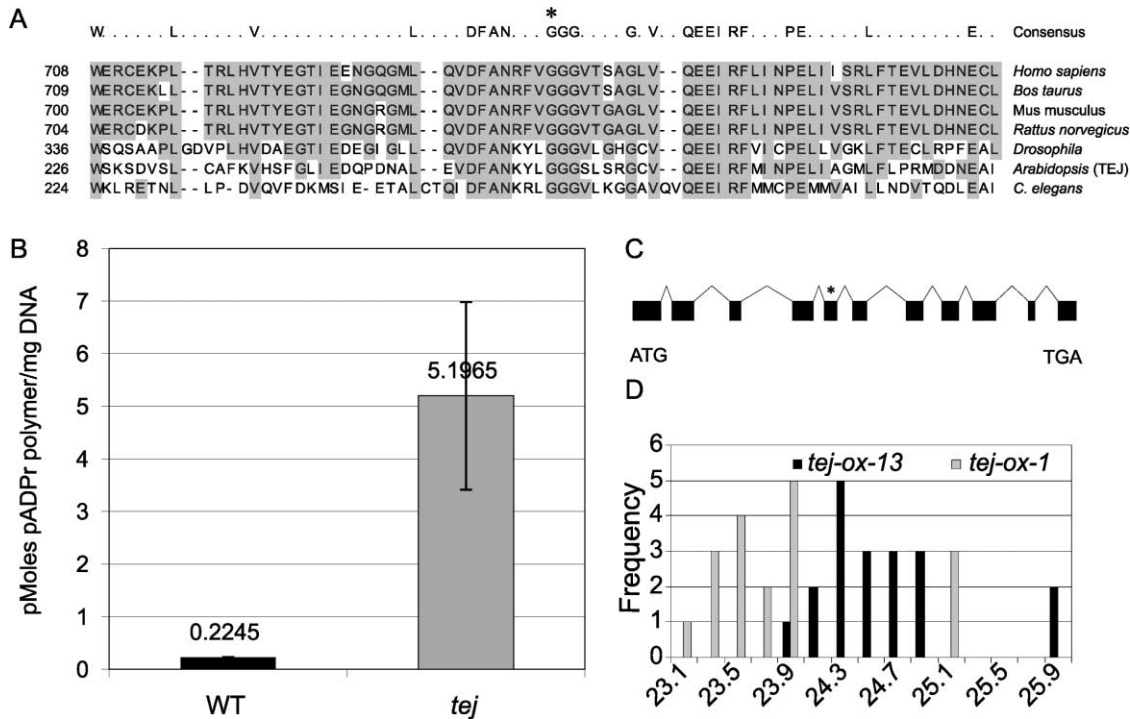 A
*
W. . . . . . L. . . . . . V. . . . . . . . . . . . L. . . . DFAN. . . GGG. . . . G. V. . QEEI RF. . . . PE. . . . L. . . . . . . . E. . Consensus
708 WERCEKPL- - TRLHVTYEGTI EENGQGML- - QVDFANRFVGGGVTSAGLV- - QEEI RFLI NPELI I SRLFTEVLDHNECL Homo sapiens
709 WERCEKLL- - TRLHVTYEGTI EGNGQGML- - QVDFANRFVGGGVTSAGLV- - QEEI RFLI NPELI VSRLFTEVLDHNECL Bos taurus
700 WERCEKPL- - TRLHVTYEGTI EGNGRGML- - QVDFANRFVGGGVTGAGLV- - QEEI RFLI NPELI VSRLFTEVLDHNECL Mus musculus
704 WERCDKPL- - TRLHVTYEGTI EGNGRGML- - QVDFANRFVGGGVTGAGLV- - QEEI RFLI NPELI VSRLFTEVLDHNECL Rattus norvegicus
336 WSQSAAPLGDVPLHVDAEGTI EDEGI GLL- - QVDFANKYLGGGVLGHGCV- - QEEI RFVI CPELLVGKLFTECLRPFEAL Drosophila
226 WSKSDVSL- CAFKVHSFGLI EDQPDNAL- EVDFANKYLGGGSLSRGCV- - QEEI RFMI NPELI AGMLFLPRMDDNEAI Arabidopsis (TEJ)
224 WKLRETNL- - LPD- VQVFDKMSI E- ETALCTQI DFANKRLGGGVLKGGAVQVQEEI RFMMCPEMMVAI LLNDVTQDLEAI C. elegans
B
pMoles pADPr polymer/mg DNA
8
7
6
5
4
3
2
1
0
5.1965
0.2245
WT tej
C
*
ATG TGA
D
Frequency
6
5
4
3
2
1
0
tej-ox-13 tej-ox-1
23.1 23.5 23.9 24.3 24.7 25.1 25.5 25.9